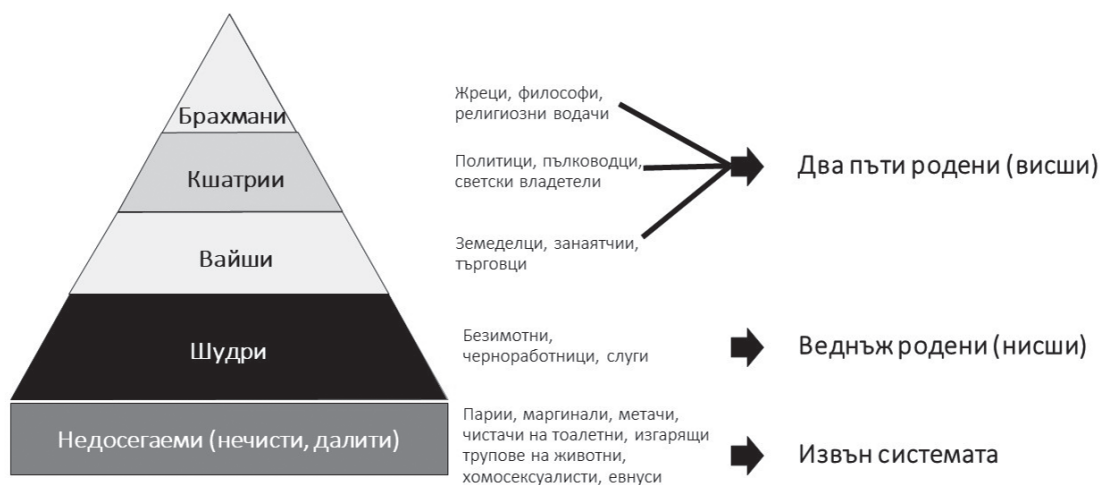 Брахмани
Жреци, философи,
религиозни водачи
Кшатрии
Политици, пълководци,
светски владетели
Два пъти родени (висши)
Вайши
Земеделци, занаятчии,
търговци
Шудри
Безимотни,
черноработници, слуги
Веднъж родени (нисши)
Недосегаеми (нечисти, далити)
Парии, маргинали, метачи,
чистачи на тоалетни, изгарящи
трупове на животни,
хомосексуалисти, евнуси
Извън системата